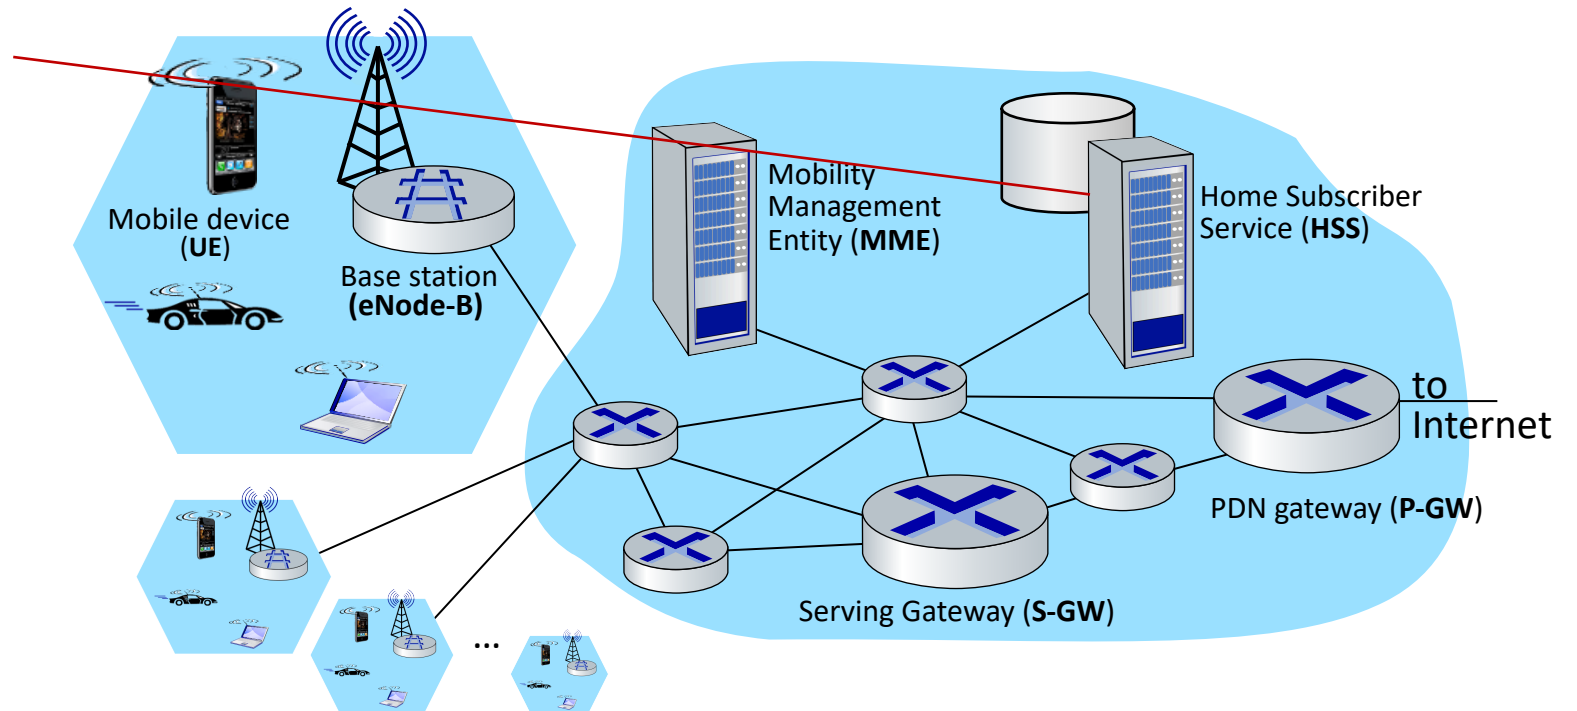 Mobile device
(UE)
Base station
(eNode-B)
Mobility
Management
Entity (MME)
Home Subscriber
Service (HSS)
to
Internet
PDN gateway (P-GW)
Serving Gateway (S-GW)
...